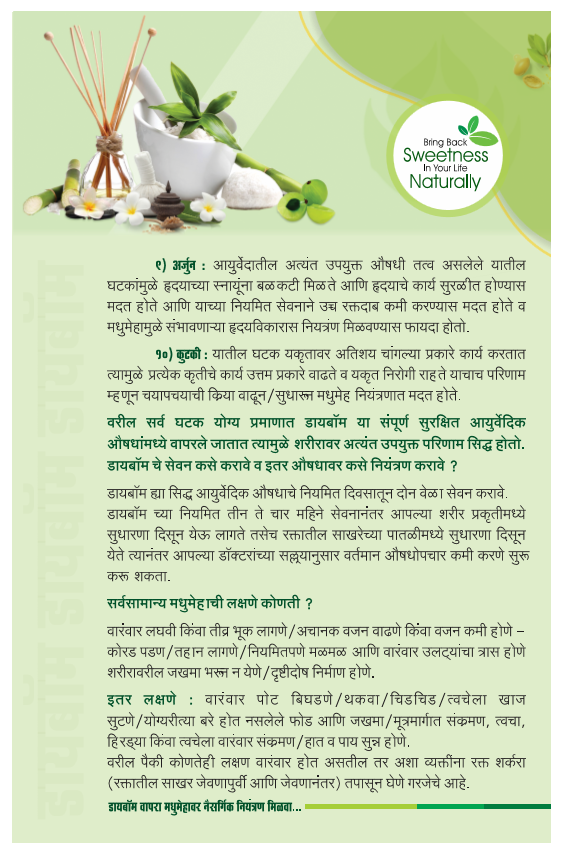 Bring Back
Sweetness
In Your Life
Naturally
९) अर्जुन : आयुर्वेदातील अत्यंत उपयुक्त औषधी तत्व असलेले यातील
घटकांमुळे हृदयाच्या स्नायूंना बळकटी मिळते आणि हृदयाचे कार्य सुरळीत होण्यास
मदत होते आणि याच्या नियमित सेवनाने उच्च रक्तदाब कमी करण्यास मदत होते व
मधुमेहामुळे संभावणाऱ्या हृदयविकारास नियत्रंण मिळवण्यास फायदा होतो.
१०) कुटकी : यातील घटक यकृतावर अतिशय चांगल्या प्रकारे कार्य करतात
त्यामुळे प्रत्येक कृतीचे कार्य उत्तम प्रकारे वाढते व यकृत निरोगी राहते याचाच परिणाम
म्हणून चयापचयाची क्रिया वाढून/सुधारून मधुमेह नियंत्रणात मदत होते.
वरील सर्व घटक योग्य प्रमाणात डायबॉम या संपूर्ण सुरक्षित आयुर्वेदिक
औषधांमध्ये वापरले जातात त्यामुळे शरीरावर अत्यंत उपयुक्त परिणाम सिद्ध होतो.
डायबॉम चे सेवन कसे करावे व इतर औषधावर कसे नियंत्रण करावे ?
डायबॉम ह्या सिद्ध आयुर्वेदिक औषधाचे नियमित दिवसातून दोन वेळा सेवन करावे.
डायबॉम च्या नियमित तीन ते चार महिने सेवनानंतर आपल्या शरीर प्रकृतीमध्ये
सुधारणा दिसून येऊ लागते तसेच रक्तातील साखरेच्या पातळीमध्ये सुधारणा दिसून
येते त्यानंतर आपल्या डॉक्टरांच्या सल्ल्यानुसार वर्तमान औषधोपचार कमी करणे सुरू
करू शकता.
सर्वसामान्य मधुमेहाची लक्षणे कोणती ?
वारंवार लघवी किंवा तीव्र भूक लागणे/अचानक वजन वाढणे किंवा वजन कमी होणे –
कोरड पडण/तहान लागणे/नियमितपणे मळमळ आणि वारंवार उलट्यांचा त्रास होणे
शरीरावरील जखमा भरून न येणे/दृष्टीदोष निर्माण होणे.
इतर लक्षणे : वारंवार पोट बिघडणे/थकवा/चिडचिड/त्वचेला खाज
सुटणे/योग्यरीत्या बरे होत नसलेले फोड आणि जखमा/मूत्रमार्गात संक्रमण, त्वचा,
हिरड्या किंवा त्वचेला वारंवार संक्रमण/हात व पाय सुन्न होणे.
वरील पैकी कोणतेही लक्षण वारंवार होत असतील तर अशा व्यक्तींना रक्त शर्करा
(रक्तातील साखर जेवणापुर्वी आणि जेवणानंतर) तपासून घेणे गरजेचे आहे.
डायबॉम वापरा मधुमेहावर नैसर्गिक नियंत्रण मिळवा...
डायबॉम डायबॉम डायबॉम